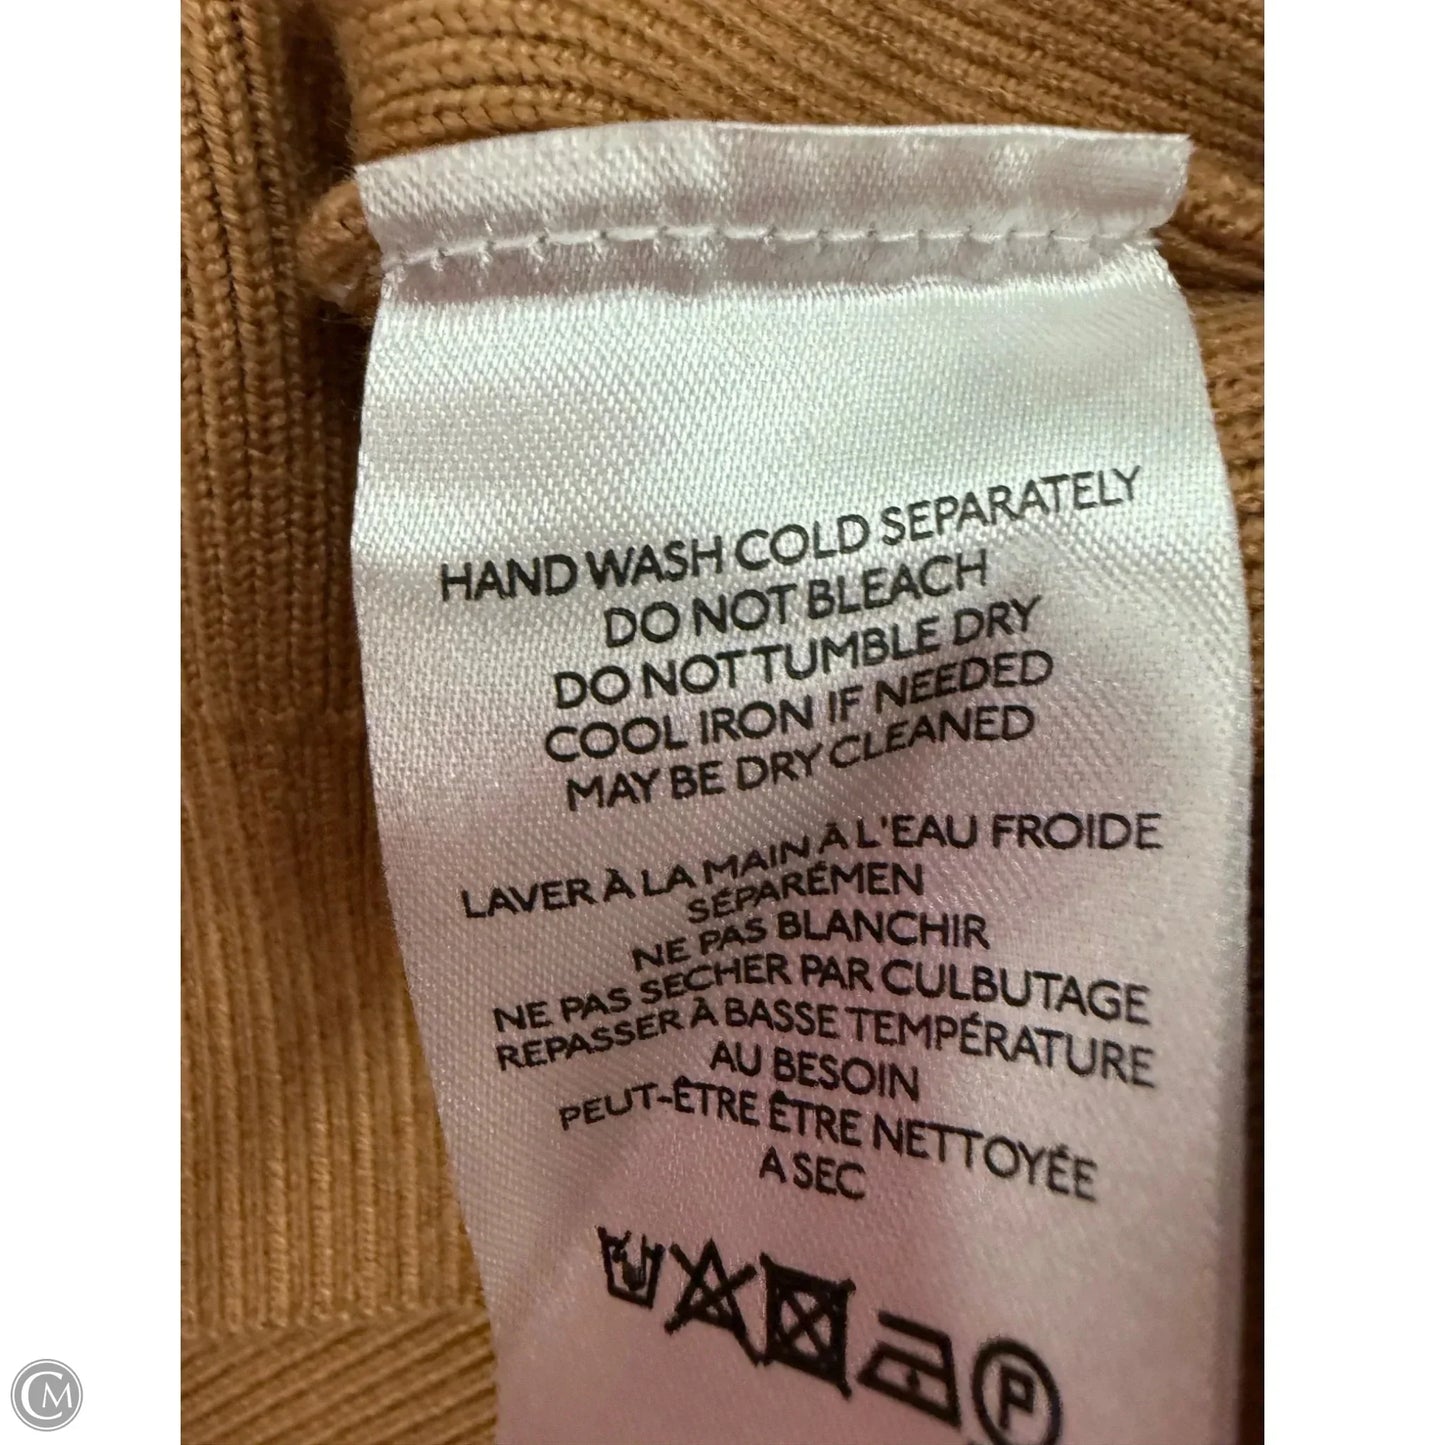 HAND WASH COLD SEPARATELY
DO NOT BLEACH
DO NOT TUMBLE DRY
COOL IRON IF NEEDED
MAY BE DRY CLEANED
LAVER À LA MAIN À L'EAU FROIDE
SÉPARÉMEN
NE PAS BLANCHIR
NE PAS SECHER PAR CULBUTAGE
REPASSER À BASSE TEMPÉRATURE
AU BESOIN
PEUT-ÊTRE ÊTRE NETTOYÉE
A SEC
P
CM